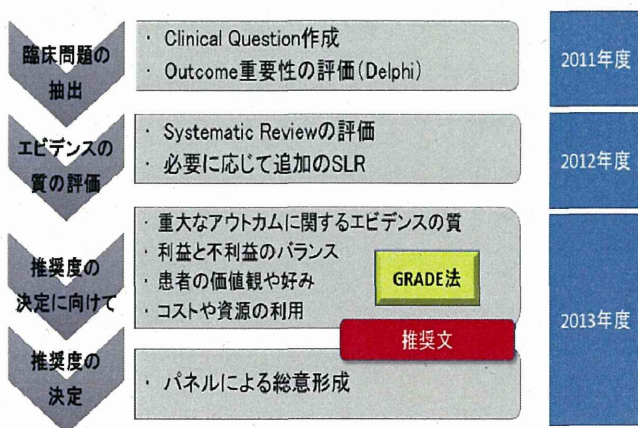 臨床問題の
抽出
・ Clinical Question作成
・ Outcome重要性の評価(Delphi)
2011年度
エビデンスの
質の評価
・ Systematic Reviewの評価
・ 必要に応じて追加のSLR
2012年度
推奨度の
決定に向けて
・ 重大なアウトカムに関するエビデンスの質
・ 利益と不利益のバランス
・ 患者の価値観や好み
・ コストや資源の利用
GRADE法
推奨文
2013年度
推奨度の
決定
・ パネルによる総意形成